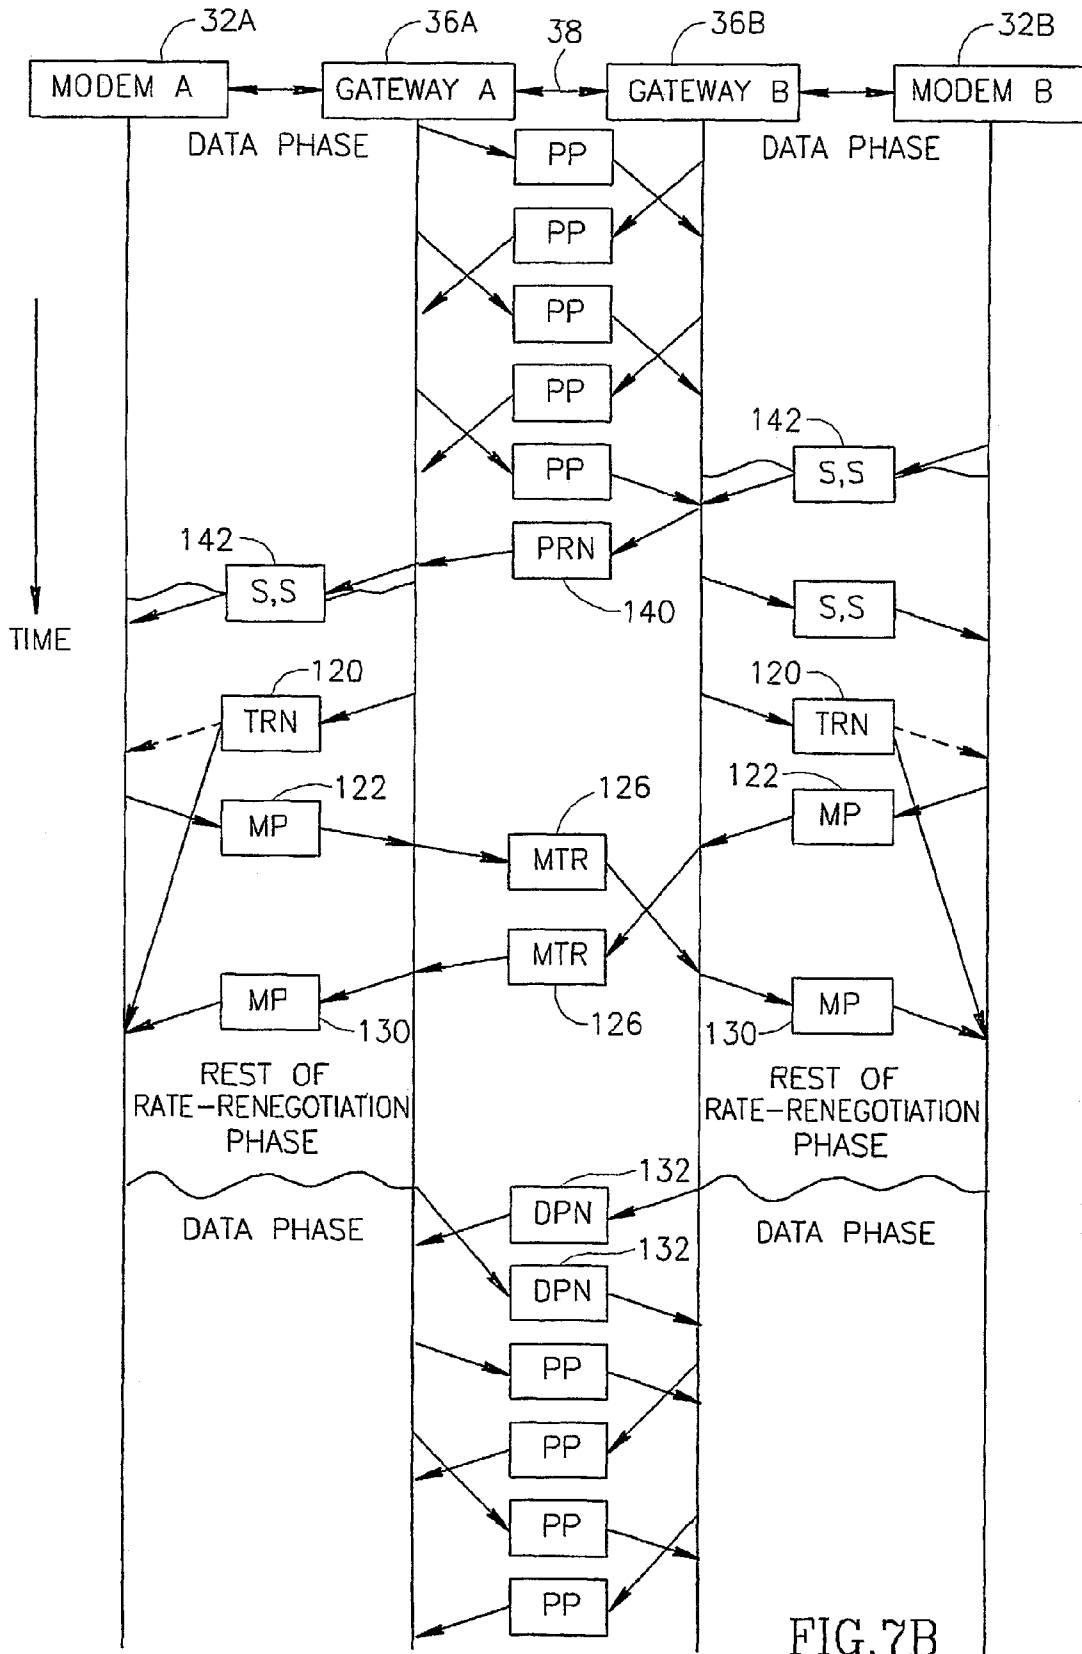 32A 36A 38 36B 32B
MODEM A GATEWAY A GATEWAY B MODEM B
DATA PHASE DATA PHASE
PP
PP
PP
PP
142
PP S,S
142 PRN
S,S 140 S,S
TIME
120 120
TRN TRN
122 126 122
MP MTR MP
MTR
MP 126 MP
130 130
REST OF REST OF
RATE-RENEGOTIATION RATE-RENEGOTIATION
PHASE PHASE
132
DPN
DATA PHASE DATA PHASE
132
DPN
PP
PP
PP
PP
FIG.7B